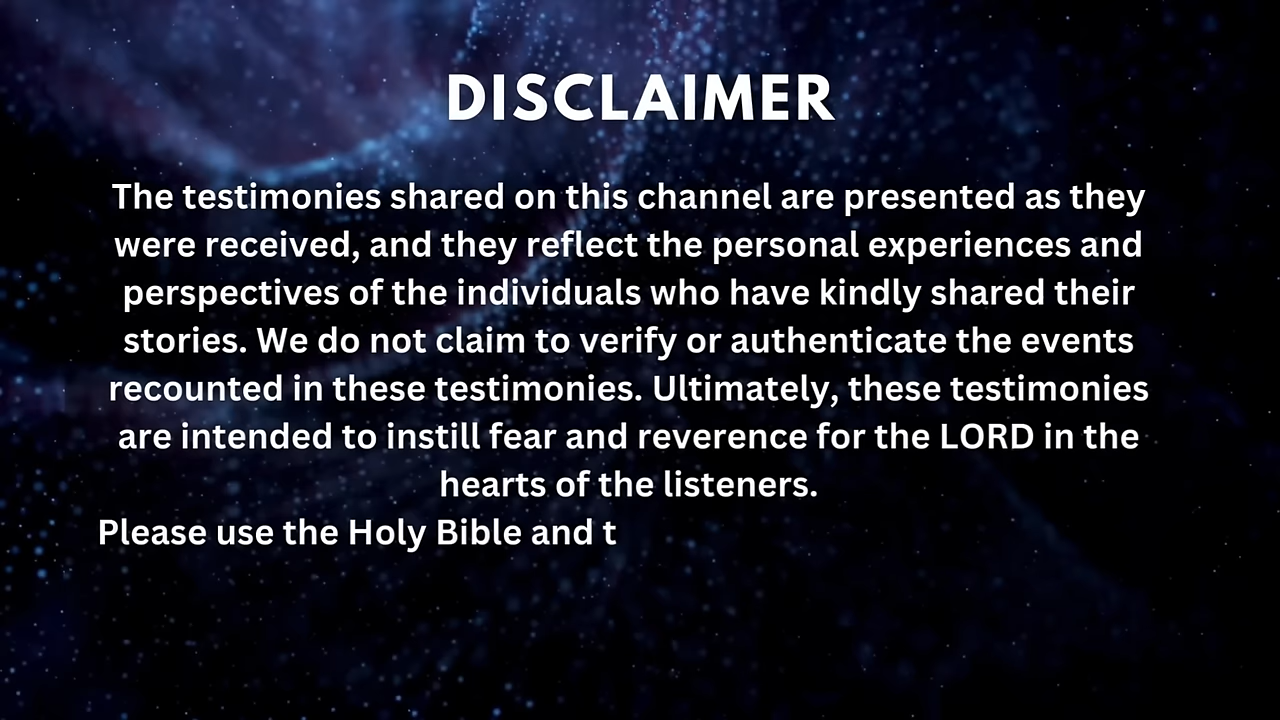 DISCLAIMER
The testimonies shared on this channel are presented as they
were received, and they reflect the personal experiences and
perspectives of the individuals who have kindly shared their
stories. We do not claim to verify or authenticate the events
recounted in these testimonies. Ultimately, these testimonies
are intended to instill fear and reverence for the LORD in the
hearts of the listeners.
Please use the Holy Bible and t